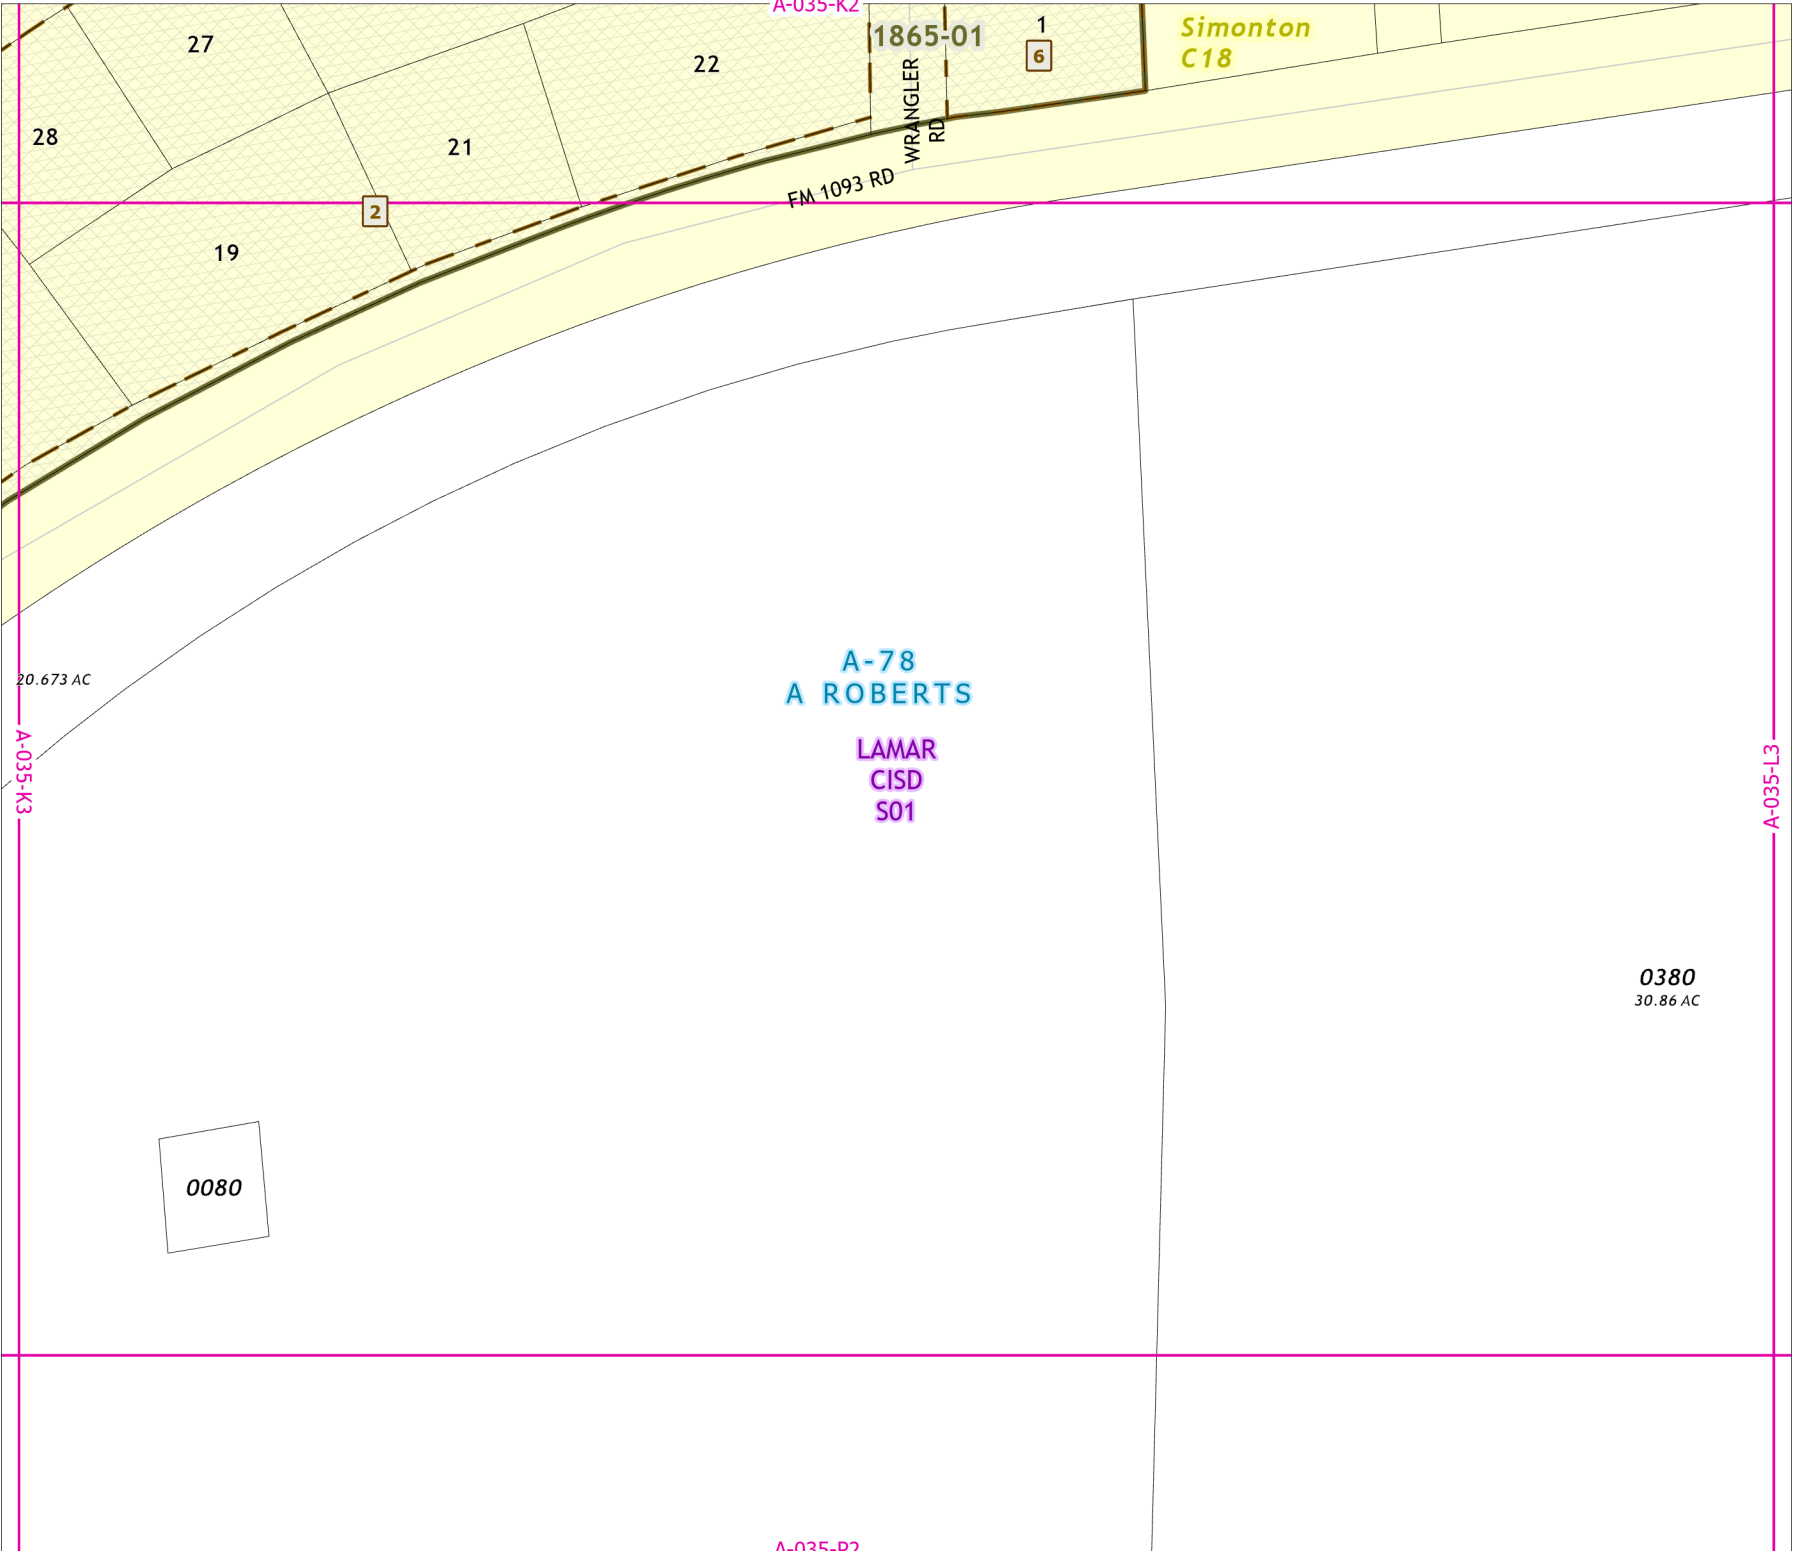 A-035-K2
27
22
1865-01
1
6
Simonton
C18
WRANGLER
RD
28
21
FM 1093 RD
2
19
A-78
A ROBERTS
20.673 AC
LAMAR
CISD
S01
A-035-K3
A-035-L3
0380
30.86 AC
0080
A-035-P2